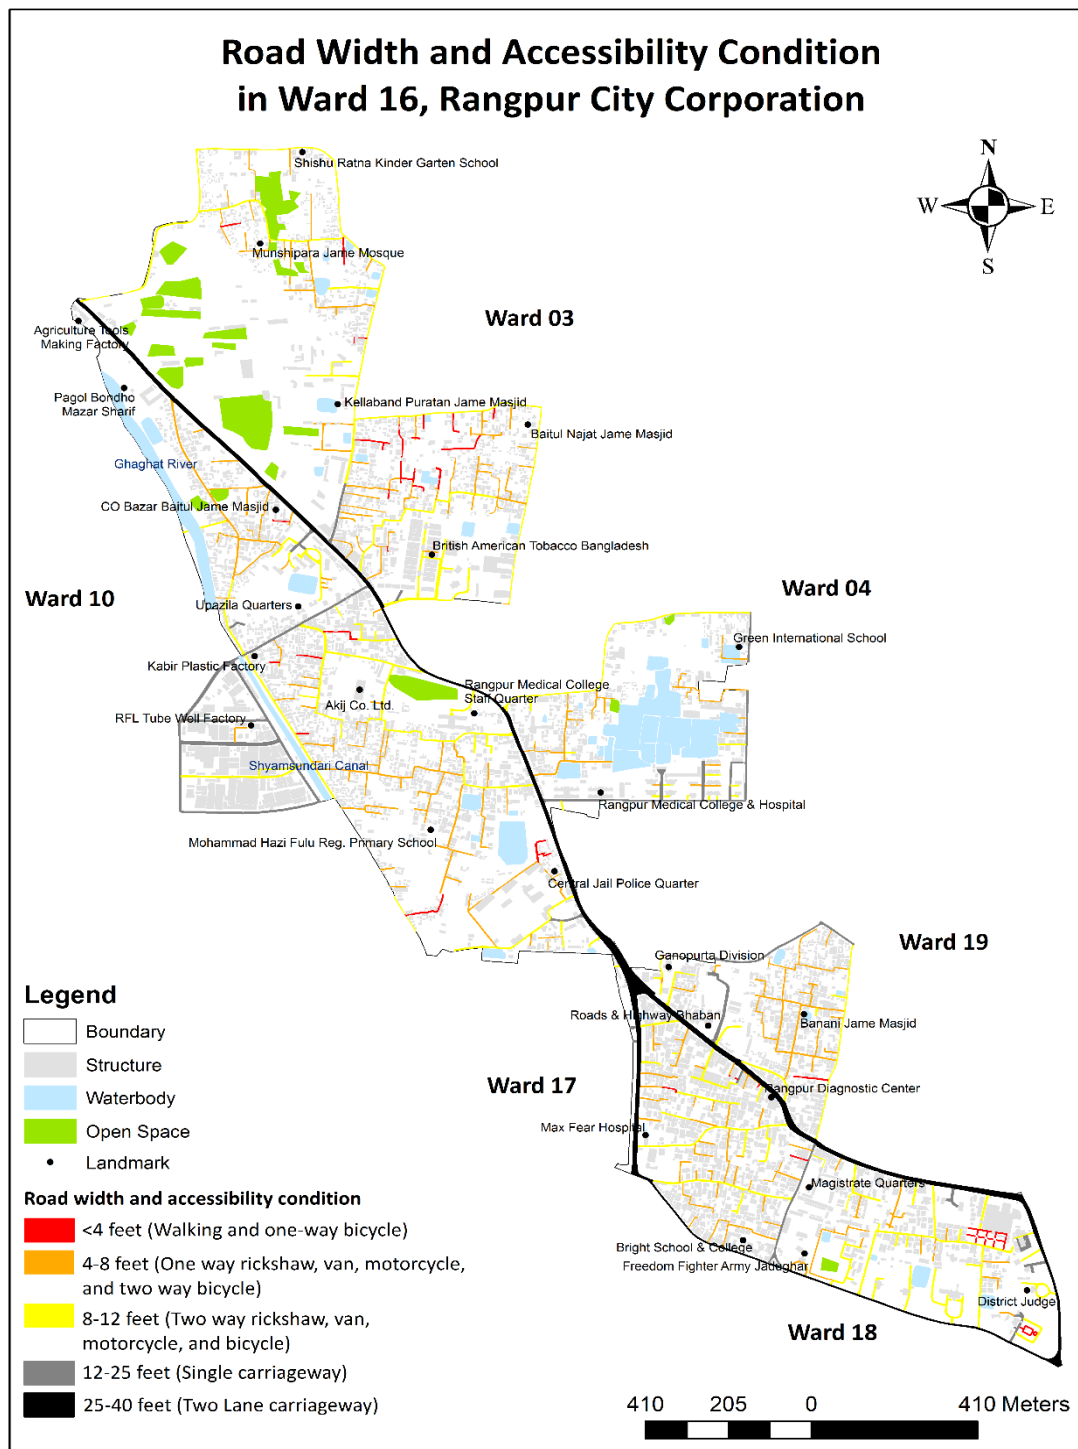 Road Width and Accessibility Condition
in Ward 16, Rangpur City Corporation
N
W
E
S
Shishu Ratna Kinder Garten School
Munshipara Jame Mosque
Ward 03
Agriculture Tools
Making Factory
Pagol Bondho
Mazar Sharif
Kellaband Puratan Jame Masjid
Baitul Najat Jame Masjid
Ghaghat River
CO Bazar Baitul Jame Masjid
British American Tobacco Bangladesh
Ward 10
Ward 04
Upazila Quarters
Green International School
Kabir Plastic Factory
Rangpur Medical College
Staff Quarter
Akij Co. Ltd.
RFL Tube Well Factory
Shyamsundari Canal
Rangpur Medical College & Hospital
Mohammad Hazi Fulu Reg. Primary School
Central Jail Police Quarter
Ward 19
Ganopurta Division
Roads & Highway Bhaban
Banani Jame Masjid
Ward 17
Rangpur Diagnostic Center
Max Fear Hospital
Magistrate Quarters
Bright School & College
Freedom Fighter Army Jadughar
District Judge
Ward 18
Legend
Boundary
Structure
Waterbody
Open Space
Landmark
Road width and accessibility condition
<4 feet (Walking and one-way bicycle)
4-8 feet (One way rickshaw, van, motorcycle,
and two way bicycle)
8-12 feet (Two way rickshaw, van,
motorcycle, and bicycle)
12-25 feet (Single carriageway)
25-40 feet (Two Lane carriageway)
410 205 0 410 Meters